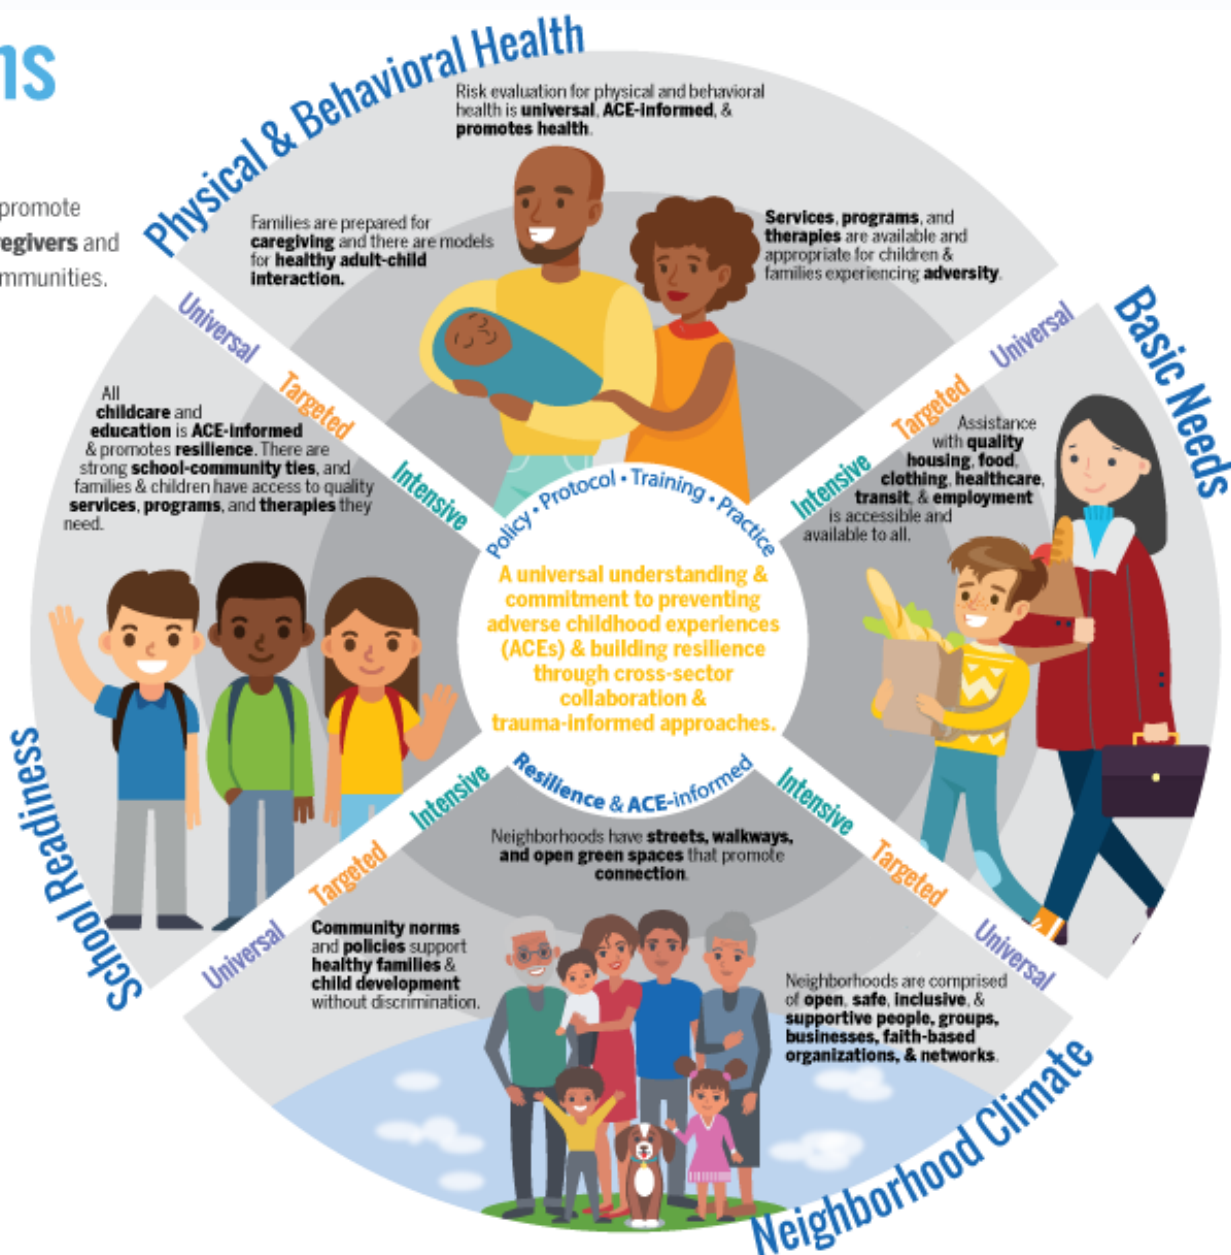 ns
promote
egivers and
mmunities.
Physical & Behavioral Health
Risk evaluation for physical and behavioral
health is universal, ACE-informed, &
promotes health.
Families are prepared for
caregiving and there are models
for healthy adult-child
interaction.
Services, programs, and
therapies are available and
appropriate for children &
families experiencing adversity.
Universal
Targeted
Intensive
Universal
Targeted
Intensive
Basic Needs
Assistance
with quality
housing, food,
clothing, healthcare,
transit, & employment
is accessible and
available to all.
All
childcare and
education is ACE-informed
& promotes resilience. There are
strong school-community ties, and
families & children have access to quality
services, programs, and therapies they
need.
School Readiness
Policy • Protocol • Training • Practice
A universal understanding &
commitment to preventing
adverse childhood experiences
(ACEs) & building resilience
through cross-sector
collaboration &
trauma-informed approaches.
Resilience & ACE-informed
Intensive
Targeted
Universal
Intensive
Targeted
Universal
Neighborhoods have streets, walkways,
and open green spaces that promote
connection.
Community norms
and policies support
healthy families &
child development
without discrimination.
Neighborhoods are comprised
of open, safe, inclusive, &
supportive people, groups,
businesses, faith-based
organizations, & networks.
Neighborhood Climate